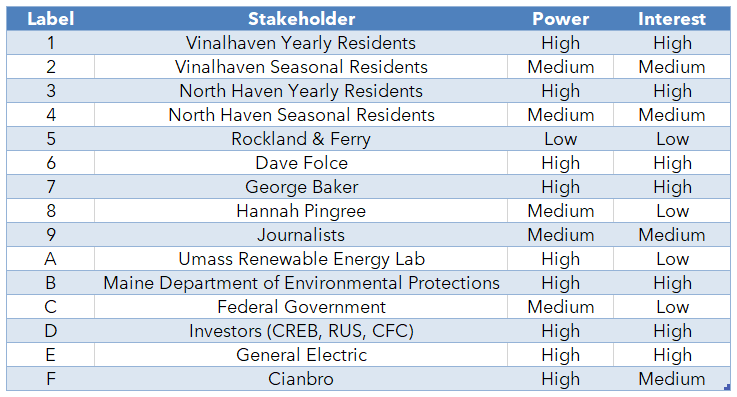 Label Stakeholder Power Interest
1 Vinalhaven Yearly Residents High High
2 Vinalhaven Seasonal Residents Medium Medium
3 North Haven Yearly Residents High High
4 North Haven Seasonal Residents Medium Medium
5 Rockland & Ferry Low Low
6 Dave Folce High High
7 George Baker High High
8 Hannah Pingree Medium Low
9 Journalists Medium Medium
A Umass Renewable Energy Lab High Low
B Maine Department of Environmental Protections High High
C Federal Government Medium Low
D Investors (CREB, RUS, CFC) High High
E General Electric High High
F Cianbro High Medium